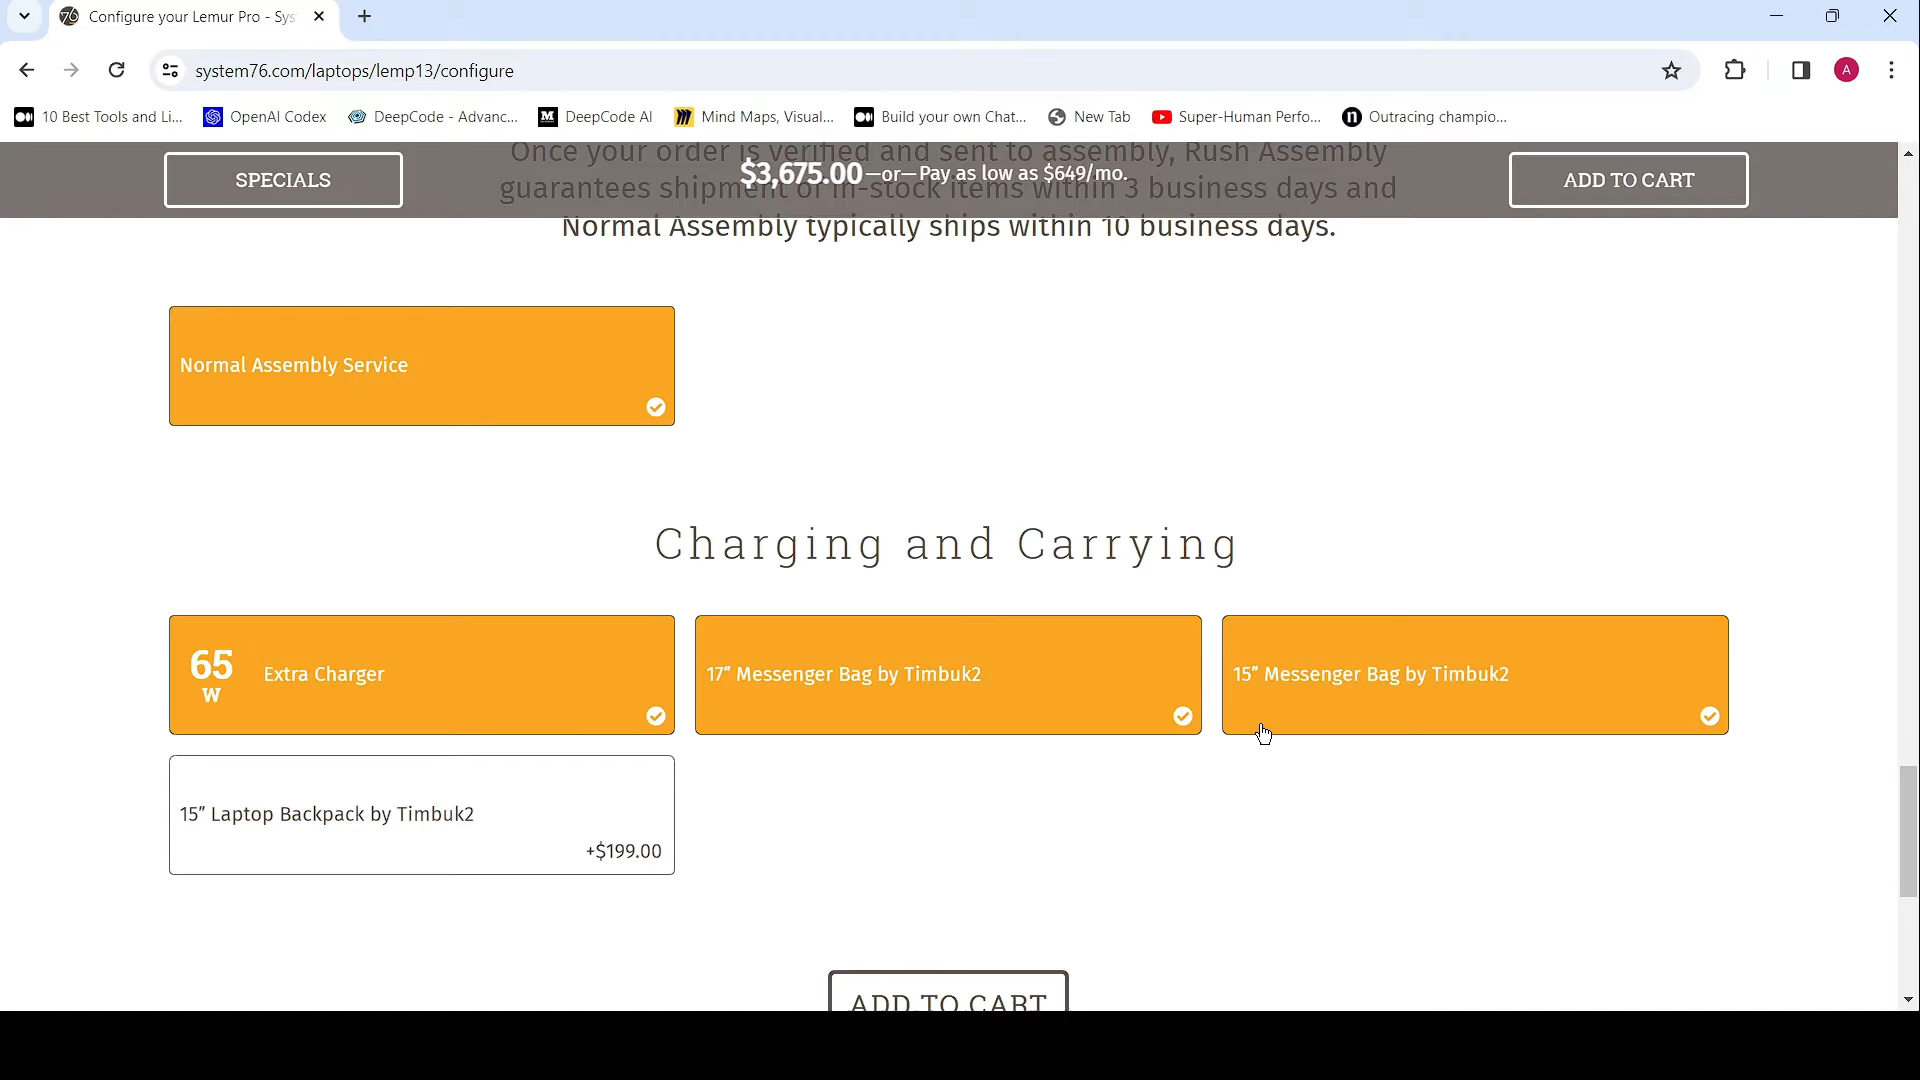 Configure your Lemur Pro - Sys
system76.com/laptops/lemp13/configure
A
10 Best Tools and Li...
OpenAI Codex
DeepCode - Advanc...
DeepCode AI
Mind Maps, Visual...
Build your own Chat...
New Tab
Super-Human Perfo...
Outracing champio...
SPECIALS
$3,675.00 —or— Pay as low as $649/mo.
ADD TO CART
Once your order is verified and sent to assembly, Rush Assembly
guarantees shipment of in-stock items within 3 business days and
Normal Assembly typically ships within 10 business days.
Normal Assembly Service
Charging and Carrying
65
W
Extra Charger
17” Messenger Bag by Timbuk2
15” Messenger Bag by Timbuk2
15” Laptop Backpack by Timbuk2
+$199.00
ADD TO CART